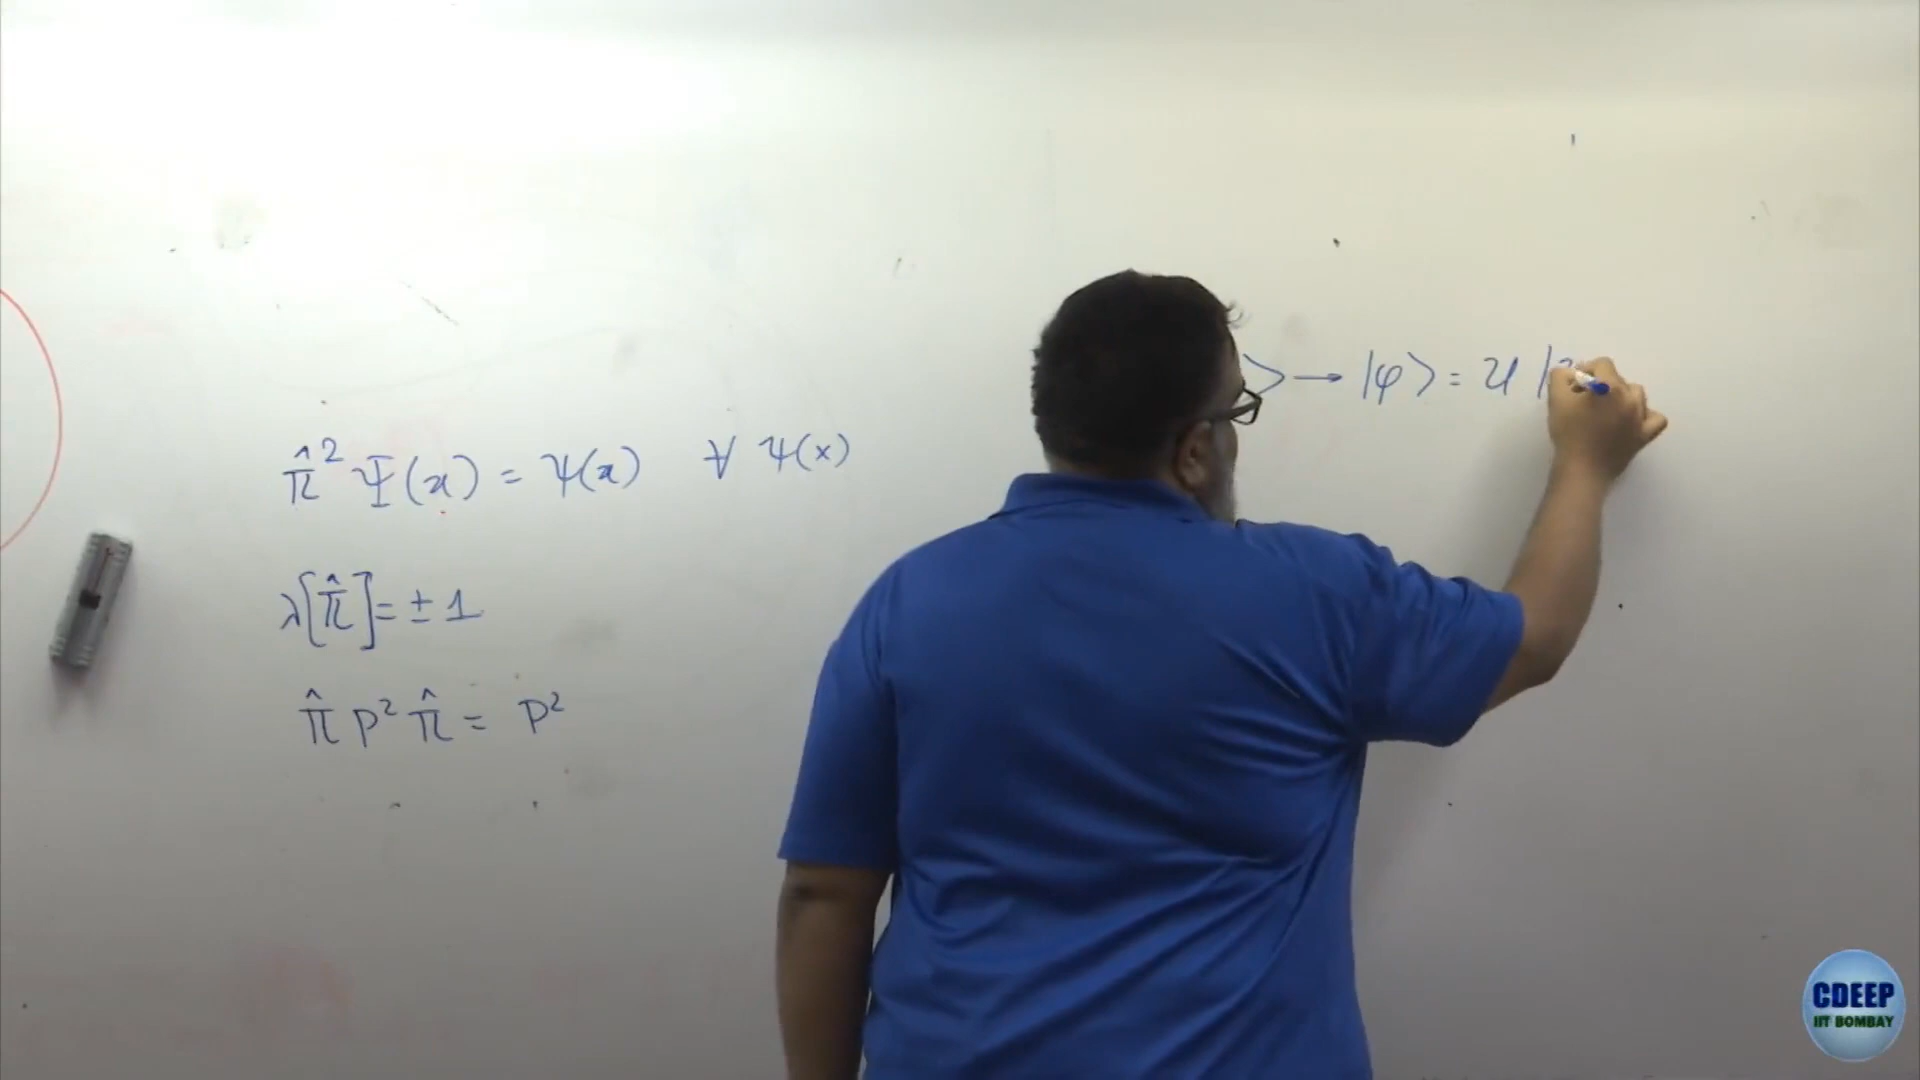 π̂² Ψ(x) = ψ(x) ∀ ψ(x)
λ[π̂] = ± 1
π̂ p² π̂ = p²
⟩ → |φ⟩ = U |
CDEEP
IIT BOMBAY